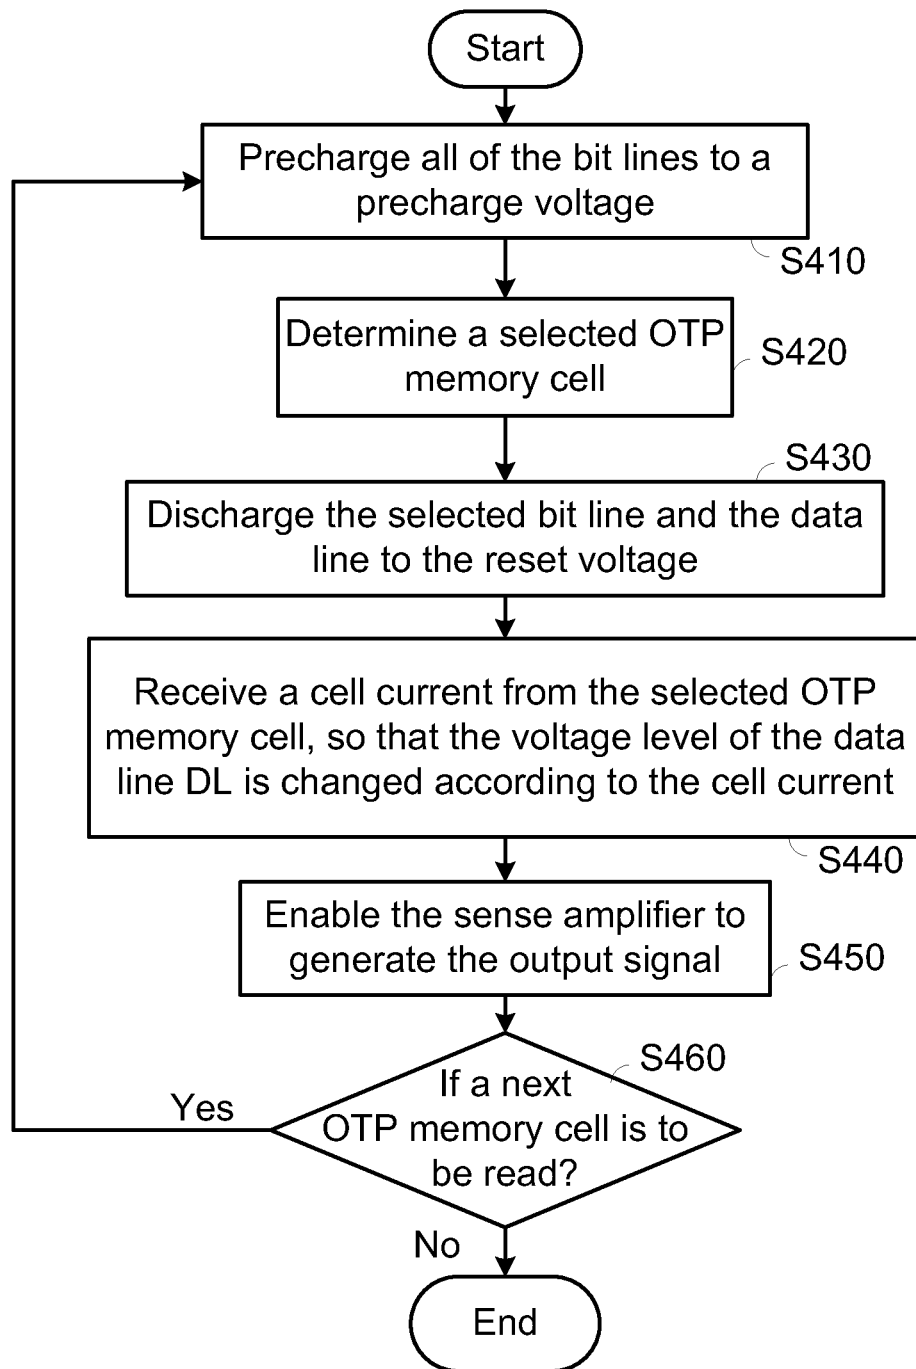 Start
Precharge all of the bit lines to a
precharge voltage
S410
Determine a selected OTP
memory cell
S420
S430
Discharge the selected bit line and the data
line to the reset voltage
Receive a cell current from the selected OTP
memory cell, so that the voltage level of the data
line DL is changed according to the cell current
S440
Enable the sense amplifier to
generate the output signal
S450
S460
If a next
OTP memory cell is to
be read?
Yes
No
End